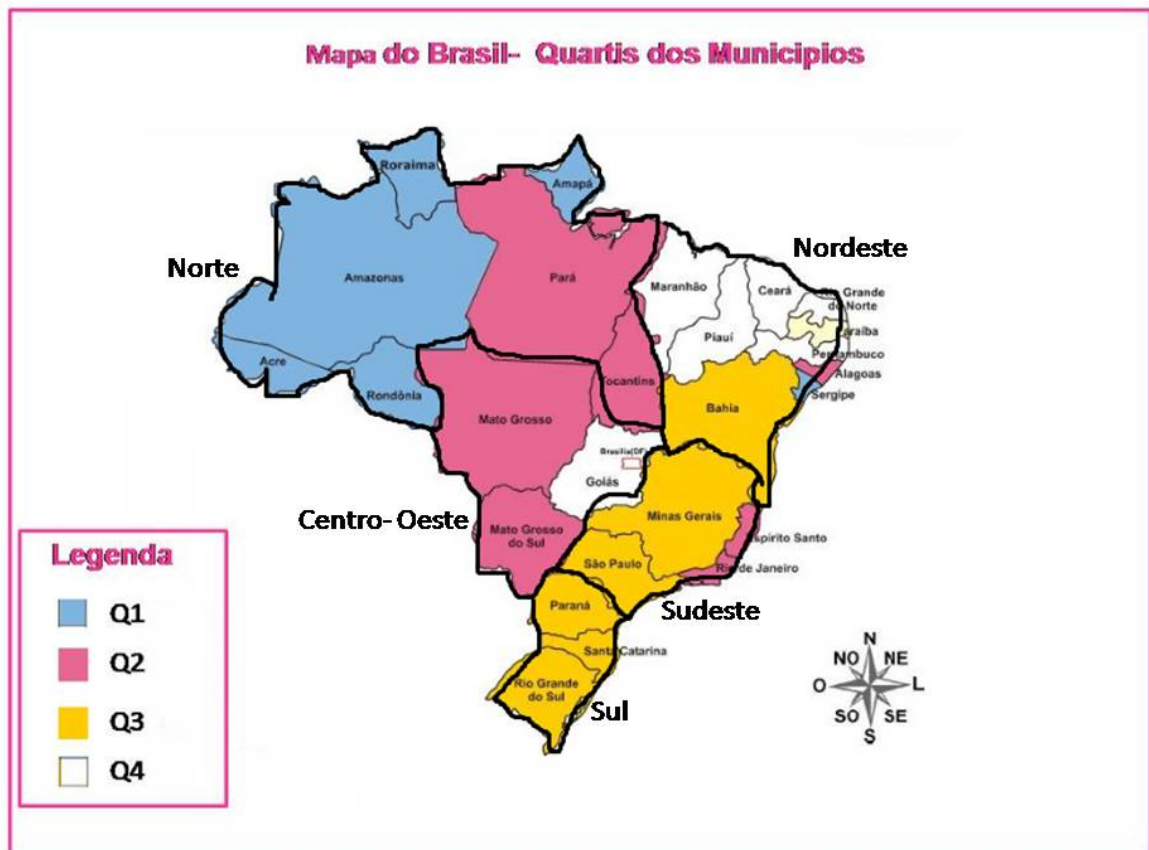 Mapa do Brasil- Quartis dos Municipios
Roraima
Amapá
Norte
Nordeste
Amazonas
Pará
Maranhão
Ceará
Rio Grande
do Norte
Piauí
araíba
Pernambuco
Acre
Rondônia
Tocantins
Alagoas
Sergipe
Bahia
Mato Grosso
Brasília(DF)
Goiás
Centro- Oeste
Mato Grosso
do Sul
Minas Gerais
Espírito Santo
São Paulo
Rio de Janeiro
Sudeste
Paraná
Santa Catarina
Rio Grande
do Sul
Sul
Legenda
Q1
Q2
Q3
Q4
N
NO
NE
O
L
SO
SE
S